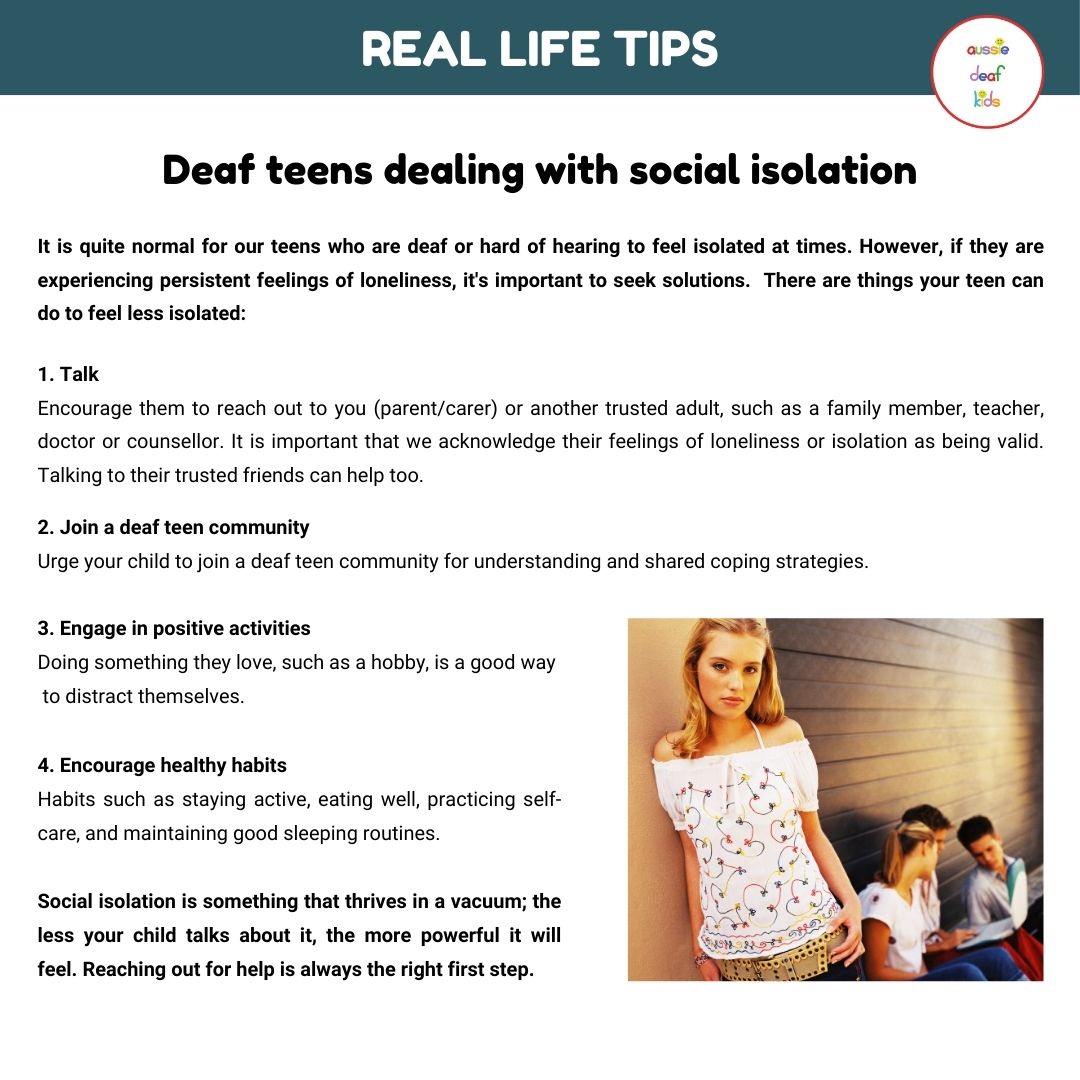 REAL LIFE TIPS
aussie
deaf
kids
Deaf teens dealing with social isolation
It is quite normal for our teens who are deaf or hard of hearing to feel isolated at times. However, if they are
experiencing persistent feelings of loneliness, it's important to seek solutions.  There are things your teen can
do to feel less isolated:
1. Talk
Encourage them to reach out to you (parent/carer) or another trusted adult, such as a family member, teacher,
doctor or counsellor. It is important that we acknowledge their feelings of loneliness or isolation as being valid.
Talking to their trusted friends can help too.
2. Join a deaf teen community
Urge your child to join a deaf teen community for understanding and shared coping strategies.
3. Engage in positive activities
Doing something they love, such as a hobby, is a good way
to distract themselves.
4. Encourage healthy habits
Habits such as staying active, eating well, practicing self-
care, and maintaining good sleeping routines.
Social isolation is something that thrives in a vacuum; the
less your child talks about it, the more powerful it will
feel. Reaching out for help is always the right first step.